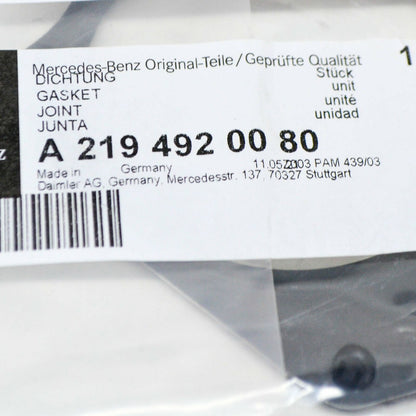 Mercedes-Benz Original-Teile/Geprüfte Qualität 1
DICHTUNG Stück
GASKET unit
JOINT unité
JUNTA unidad
A 219 492 00 80
Made in Germany PAM 439/03
Daimler AG, Germany, Mercedesstr. 137, 70327 Stuttgart
z